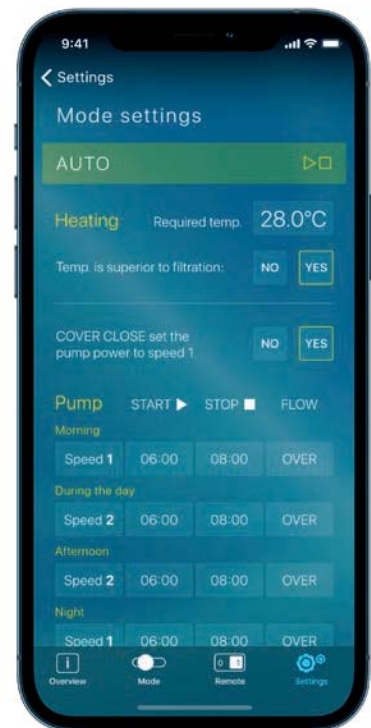 9:41
Settings
Mode settings
AUTO
Heating Required temp. 28.0°C
Temp. is superior to filtration: NO YES
COVER CLOSE set the
pump power to speed 1. NO YES
Pump START STOP FLOW
Morning
Speed 1 06:00 08:00 OVER
During the day
Speed 2 06:00 08:00 OVER
Afternoon
Speed 2 06:00 08:00 OVER
Night
Speed 1 06:00 08:00 OVER
i 0 1
Overview Mode Remote Settings